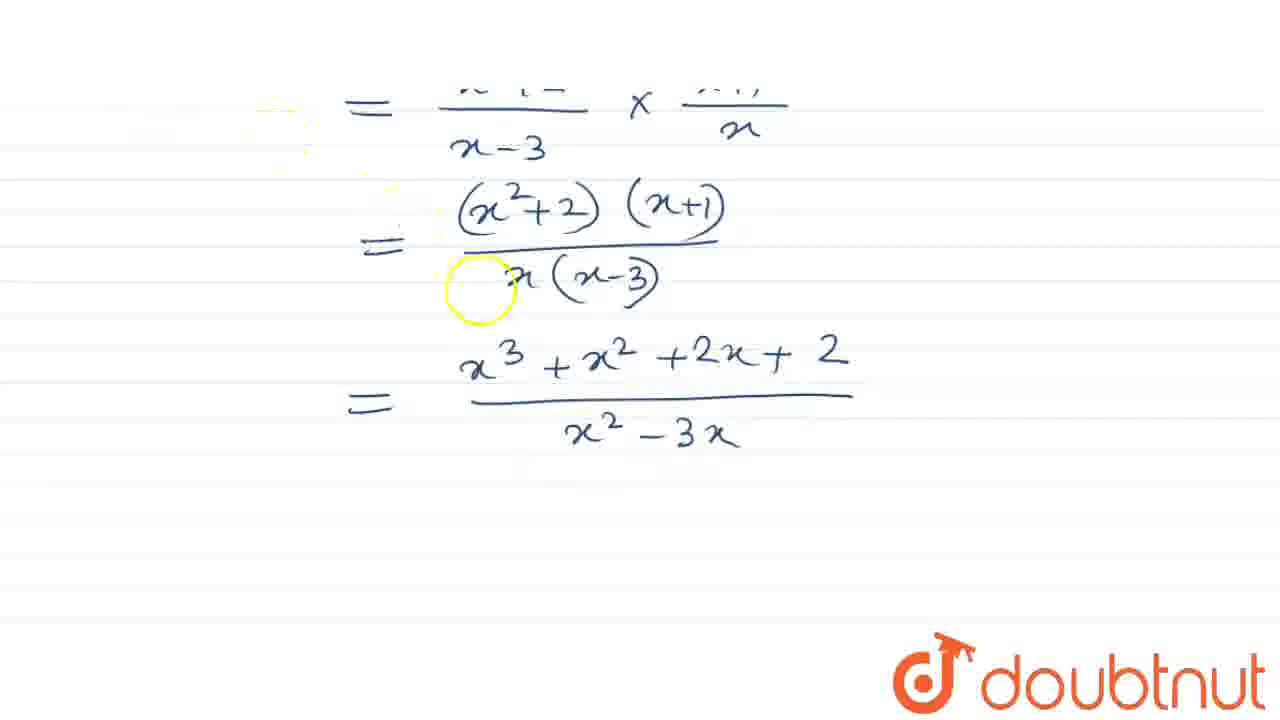 = / x-3 × / x
= (x²+2) (x+1) / x(x-3)
= x³ + x² + 2x + 2 / x² - 3x
doubtnut